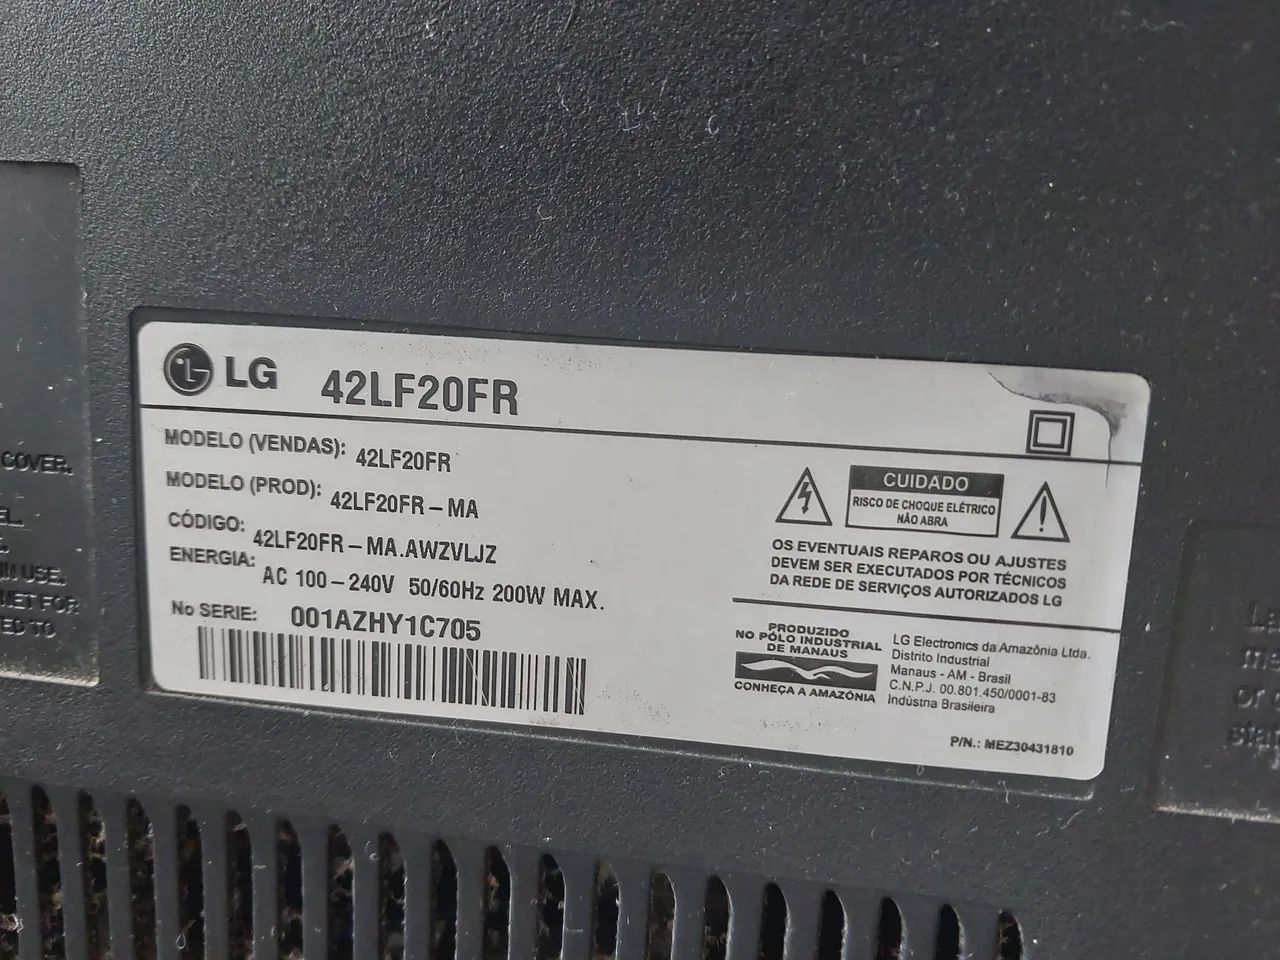 COVER.
IN USE.
NET FOR
TO
LG 42LF20FR
MODELO (VENDAS): 42LF20FR
MODELO (PROD): 42LF20FR-MA
CÓDIGO: 42LF20FR-MA.AWZVLJZ
ENERGIA: AC 100-240V 50/60Hz 200W MAX.
No SERIE: 001AZHY1C705
CUIDADO
RISCO DE CHOQUE ELÉTRICO
NÃO ABRA
OS EVENTUAIS REPAROS OU AJUSTES
DEVEM SER EXECUTADOS POR TÉCNICOS
DA REDE DE SERVIÇOS AUTORIZADOS LG
PRODUZIDO
NO PÓLO INDUSTRIAL
DE MANAUS
CONHEÇA A AMAZÔNIA
LG Electronics da Amazônia Ltda.
Distrito Industrial
Manaus - AM - Brasil
C.N.P.J. 00.801.450/0001-83
Indústria Brasileira
P/N.: MEZ30431810